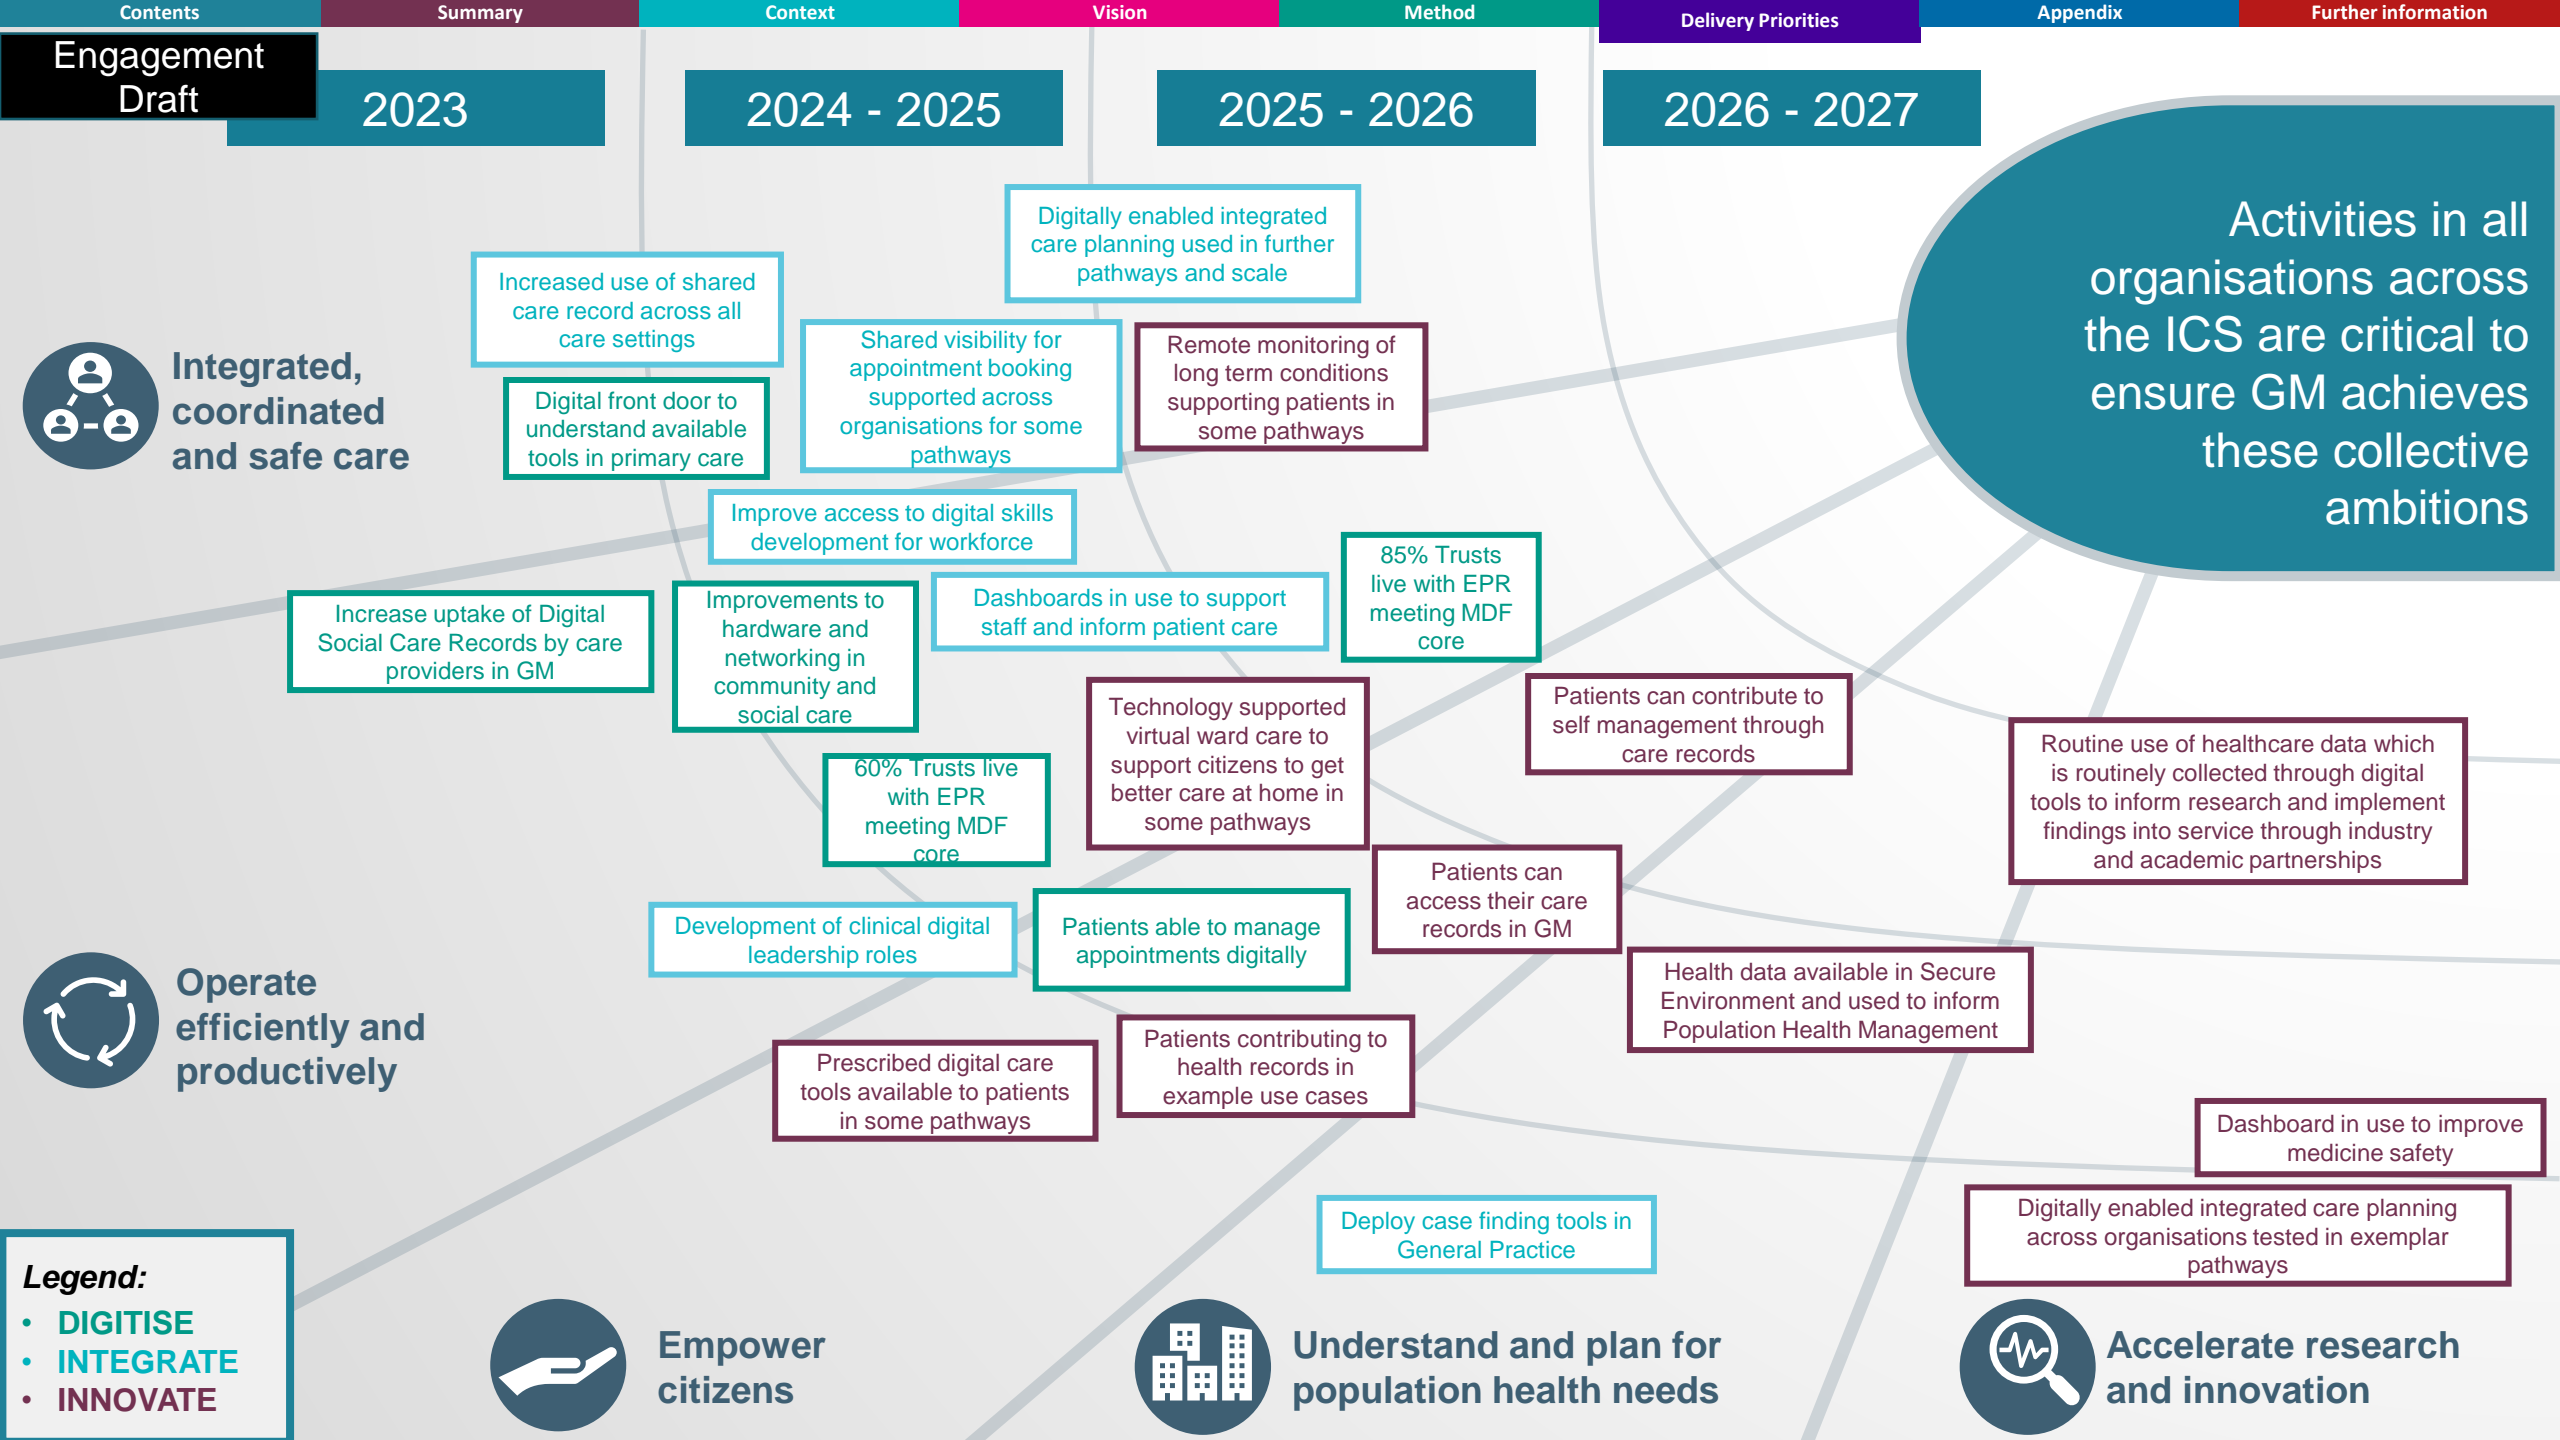 Contents
Summary
Context
Vision
Method
Delivery Priorities
Appendix
Further information
Engagement
Draft
2023
2024 - 2025
2025 - 2026
2026 - 2027
Activities in all
organisations across
the ICS are critical to
ensure GM achieves
these collective
ambitions
Digitally enabled integrated
care planning used in further
pathways and scale
Increased use of shared
care record across all
care settings
Shared visibility for
appointment booking
supported across
organisations for some
pathways
Remote monitoring of
long term conditions
supporting patients in
some pathways
Integrated,
coordinated
and safe care
Digital front door to
understand available
tools in primary care
Improve access to digital skills
development for workforce
85% Trusts
live with EPR
meeting MDF
core
Increase uptake of Digital
Social Care Records by care
providers in GM
Improvements to
hardware and
networking in
community and
social care
Dashboards in use to support
staff and inform patient care
Technology supported
virtual ward care to
support citizens to get
better care at home in
some pathways
Patients can contribute to
self management through
care records
Routine use of healthcare data which
is routinely collected through digital
tools to inform research and implement
findings into service through industry
and academic partnerships
60% Trusts live
with EPR
meeting MDF
core
Patients can
access their care
records in GM
Development of clinical digital
leadership roles
Patients able to manage
appointments digitally
Health data available in Secure
Environment and used to inform
Population Health Management
Operate
efficiently and
productively
Prescribed digital care
tools available to patients
in some pathways
Patients contributing to
health records in
example use cases
Dashboard in use to improve
medicine safety
Deploy case finding tools in
General Practice
Digitally enabled integrated care planning
across organisations tested in exemplar
pathways
Legend:
• DIGITISE
• INTEGRATE
• INNOVATE
Empower
citizens
Understand and plan for
population health needs
Accelerate research
and innovation